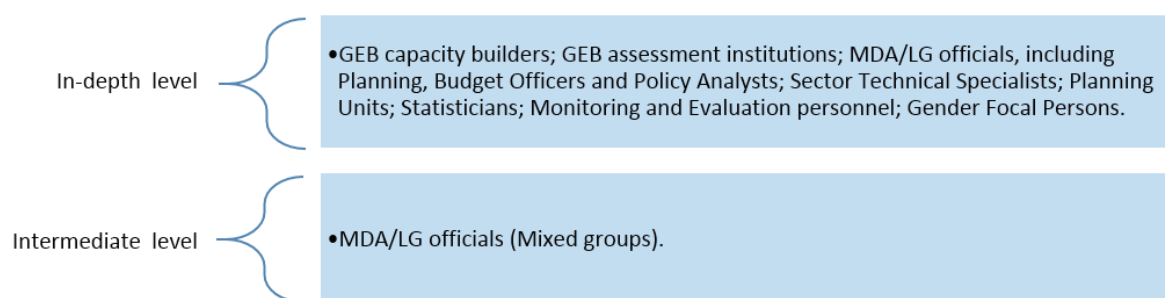 In-depth level
•GEB capacity builders; GEB assessment institutions; MDA/LG officials, including
Planning, Budget Officers and Policy Analysts; Sector Technical Specialists; Planning
Units; Statisticians; Monitoring and Evaluation personnel; Gender Focal Persons.
Intermediate level
•MDA/LG officials (Mixed groups).